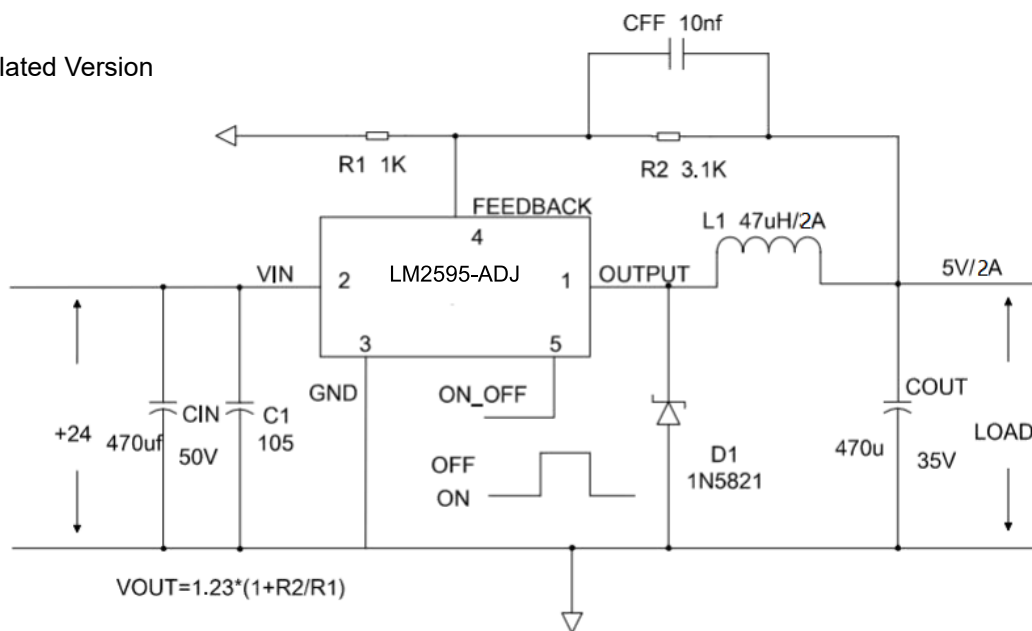 CFF 10nf
lated Version
R1 1K
R2 3.1K
FEEDBACK
L1 47uH/2A
4
VIN
2
LM2595-ADJ
1
OUTPUT
5V/2A
3
5
GND
ON_OFF
COUT
CIN
C1
+24
470uf
50V
105
D1
1N5821
470u
35V
LOAD
OFF
ON
VOUT=1.23*(1+R2/R1)